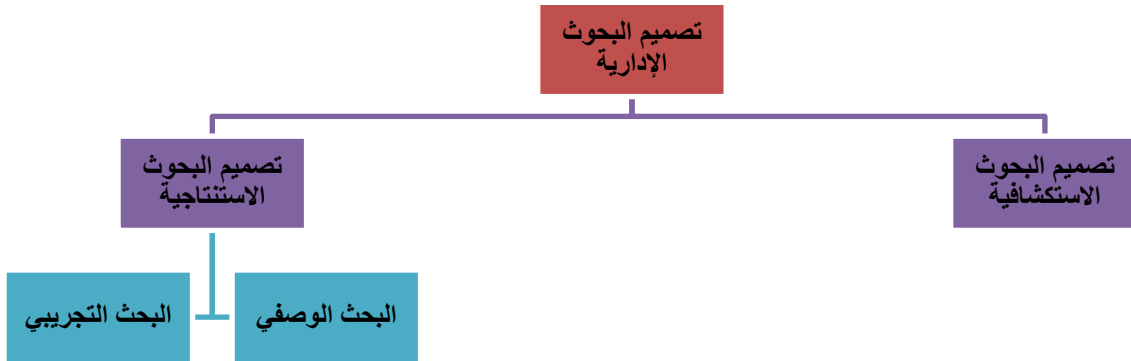 تصميم البحوث
الإدارية
تصميم البحوث
الاستكشافية
تصميم البحوث
الاستنتاجية
البحث الوصفي
البحث التجريبي